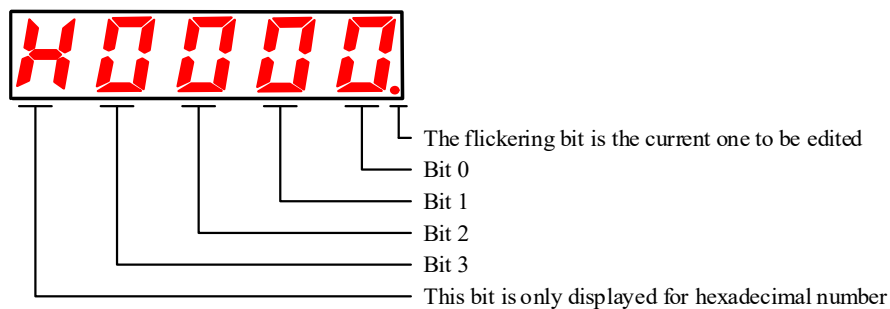 H0000.
The flickering bit is the current one to be edited
Bit 0
Bit 1
Bit 2
Bit 3
This bit is only displayed for hexadecimal number